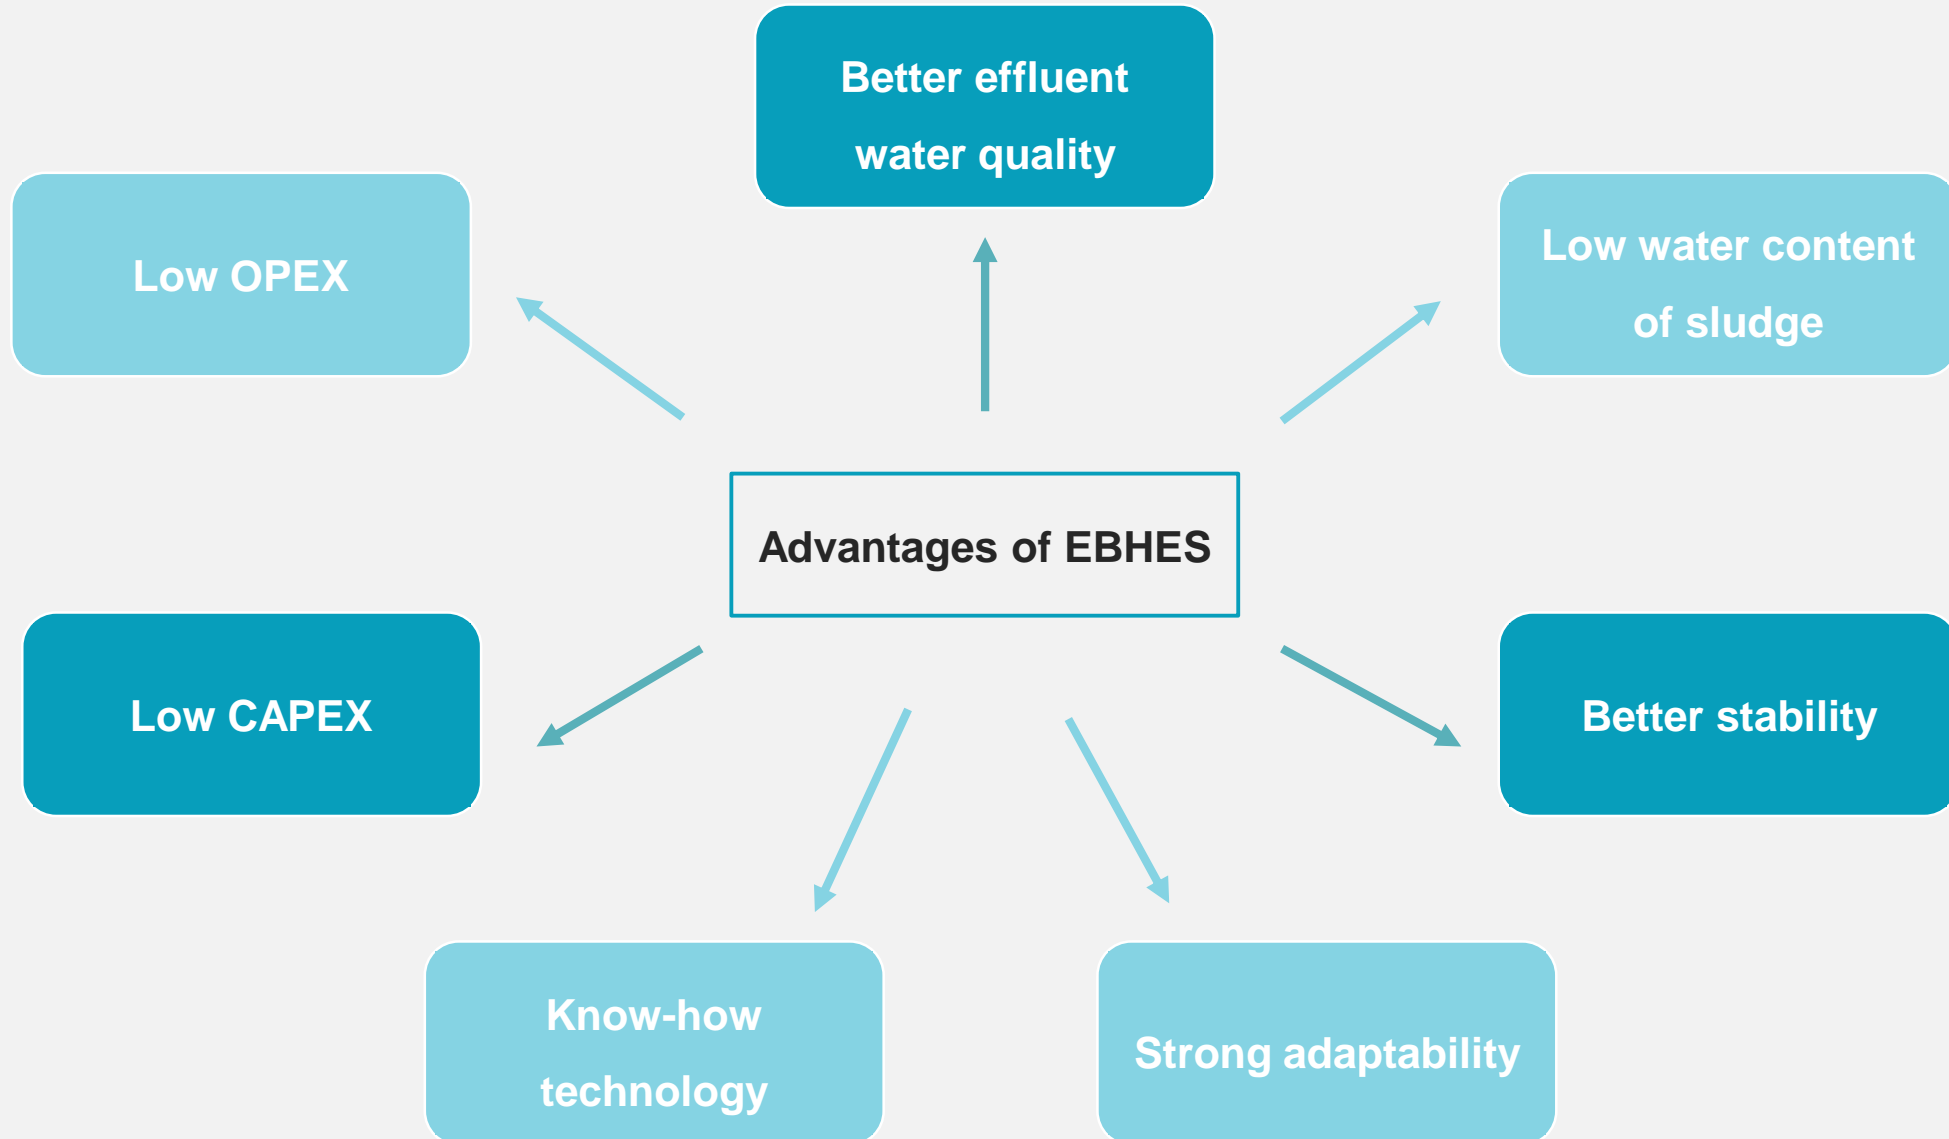 Better effluent
water quality
Low OPEX
Low water content
of sludge
Advantages of EBHES
Low CAPEX
Better stability
Know-how
technology
Strong adaptability